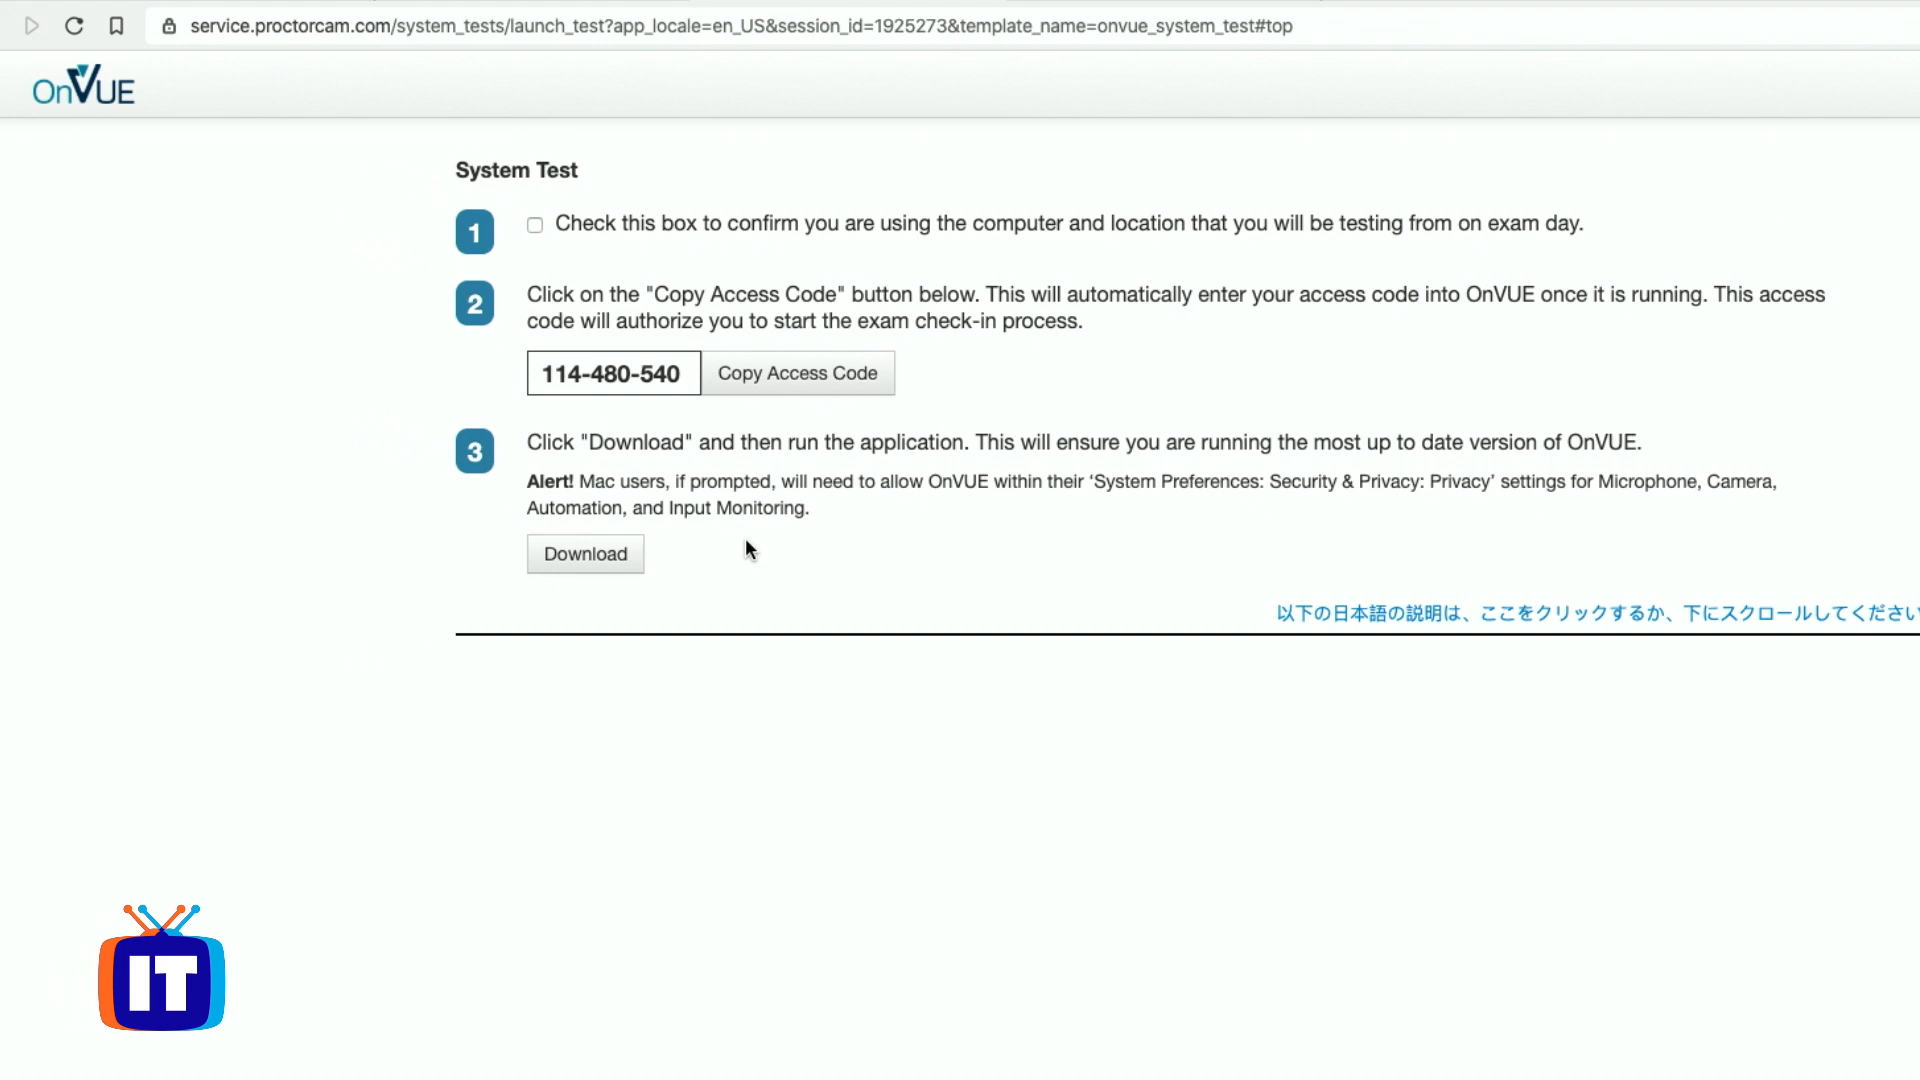 service.proctorcam.com/system_tests/launch_test?app_locale=en_US&session_id=1925273&template_name=onvue_system_test#top
OnVUE
System Test
1
Check this box to confirm you are using the computer and location that you will be testing from on exam day.
2
Click on the "Copy Access Code" button below. This will automatically enter your access code into OnVUE once it is running. This access
code will authorize you to start the exam check-in process.
114-480-540 Copy Access Code
3
Click "Download" and then run the application. This will ensure you are running the most up to date version of OnVUE.
Alert! Mac users, if prompted, will need to allow OnVUE within their ‘System Preferences: Security & Privacy: Privacy’ settings for Microphone, Camera,
Automation, and Input Monitoring.
Download
以下の日本語の説明は、ここをクリックするか、下にスクロールしてください
IT